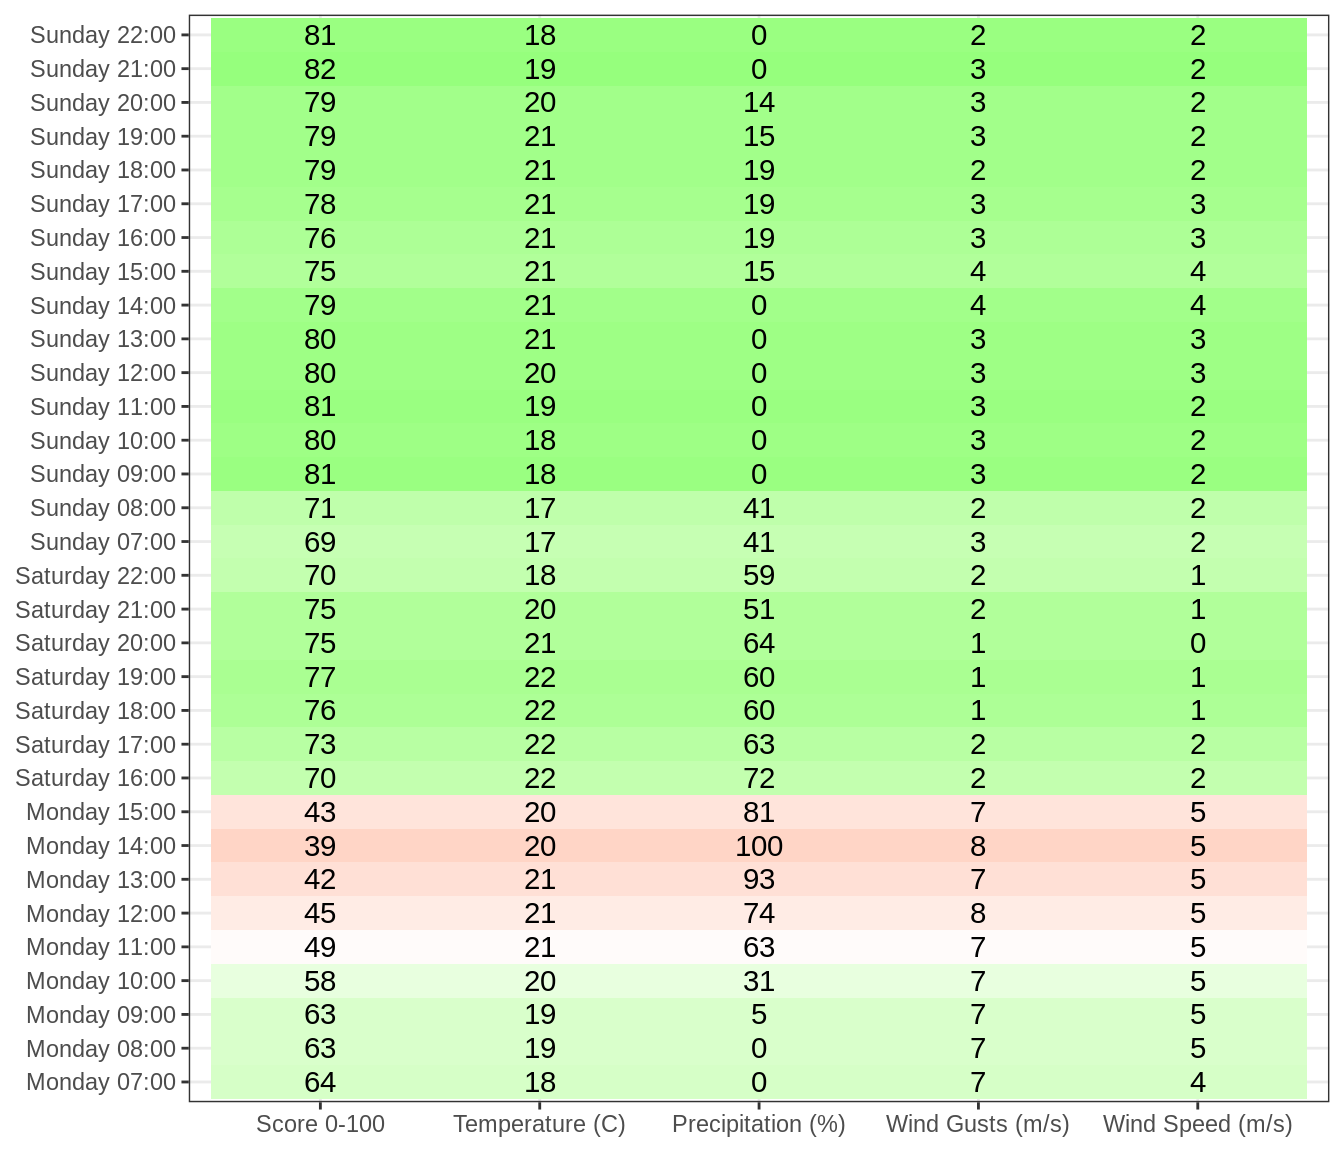 Sunday 22:00 81 18 0 2 2
Sunday 21:00 82 19 0 3 2
Sunday 20:00 79 20 14 3 2
Sunday 19:00 79 21 15 3 2
Sunday 18:00 79 21 19 2 2
Sunday 17:00 78 21 19 3 3
Sunday 16:00 76 21 19 3 3
Sunday 15:00 75 21 15 4 4
Sunday 14:00 79 21 0 4 4
Sunday 13:00 80 21 0 3 3
Sunday 12:00 80 20 0 3 3
Sunday 11:00 81 19 0 3 2
Sunday 10:00 80 18 0 3 2
Sunday 09:00 81 18 0 3 2
Sunday 08:00 71 17 41 2 2
Sunday 07:00 69 17 41 3 2
Saturday 22:00 70 18 59 2 1
Saturday 21:00 75 20 51 2 1
Saturday 20:00 75 21 64 1 0
Saturday 19:00 77 22 60 1 1
Saturday 18:00 76 22 60 1 1
Saturday 17:00 73 22 63 2 2
Saturday 16:00 70 22 72 2 2
Monday 15:00 43 20 81 7 5
Monday 14:00 39 20 100 8 5
Monday 13:00 42 21 93 7 5
Monday 12:00 45 21 74 8 5
Monday 11:00 49 21 63 7 5
Monday 10:00 58 20 31 7 5
Monday 09:00 63 19 5 7 5
Monday 08:00 63 19 0 7 5
Monday 07:00 64 18 0 7 4
Score 0-100 Temperature (C) Precipitation (%) Wind Gusts (m/s) Wind Speed (m/s)